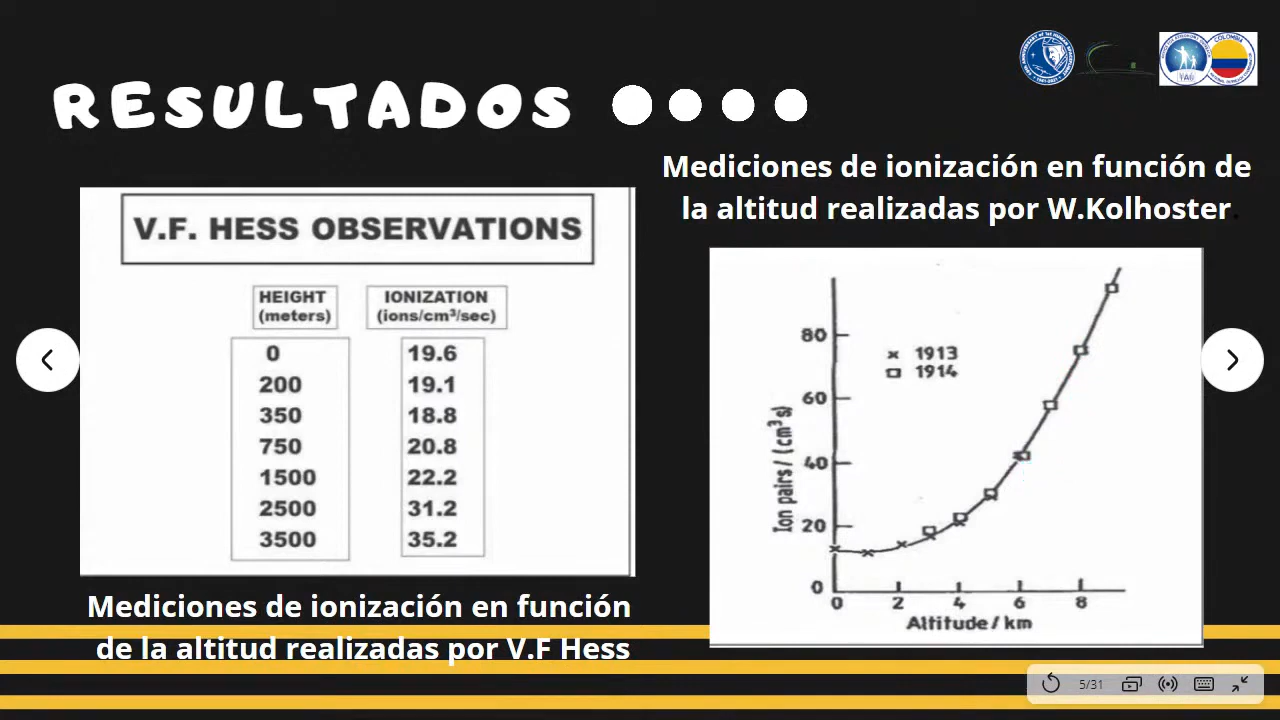 RESULTADOS
V.F. HESS OBSERVATIONS
HEIGHT
(meters)
IONIZATION
(ions/cm³/sec)
0 19.6
200 19.1
350 18.8
750 20.8
1500 22.2
2500 31.2
3500 35.2
Mediciones de ionización en función
de la altitud realizadas por V.F Hess
Mediciones de ionización en función de
la altitud realizadas por W.Kolhoster.
80
60
40
20
0
× 1913
□ 1914
Ion pairs/(cm³s)
0 2 4 6 8
Altitude/km
COLOMBIA
VAG
5/31